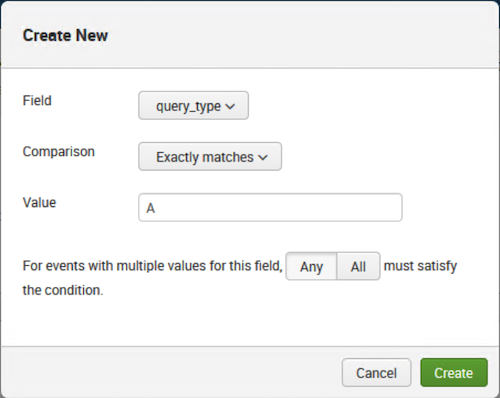 Create New
Field query_type
Comparison Exactly matches
Value A
For events with multiple values for this field, Any All must satisfy
the condition.
Cancel Create